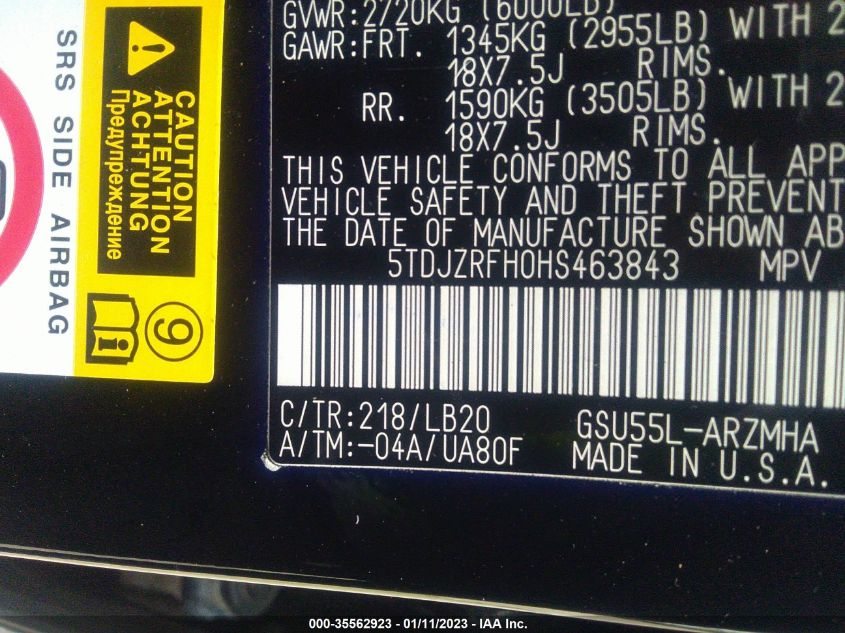 GVWR:2720KG (6000LB)
GAWR:FRT. 1345KG (2955LB) WITH 2
18X7.5J RIMS.
RR. 1590KG (3505LB) WITH 2
18X7.5J RIMS.
THIS VEHICLE CONFORMS TO ALL APP
VEHICLE SAFETY AND THEFT PREVENT
THE DATE OF MANUFACTURE SHOWN AB
5TDJZRFH0HS463843 MPV
C/TR:218/LB20 GSU55L-ARZMHA
A/TM:-04A/UA80F MADE IN U.S.A.
CAUTION
ATTENTION
ACHTUNG
Предупреждение
9
i
SRS SIDE AIRBAG
000-35562923 - 01/11/2023 - IAA Inc.